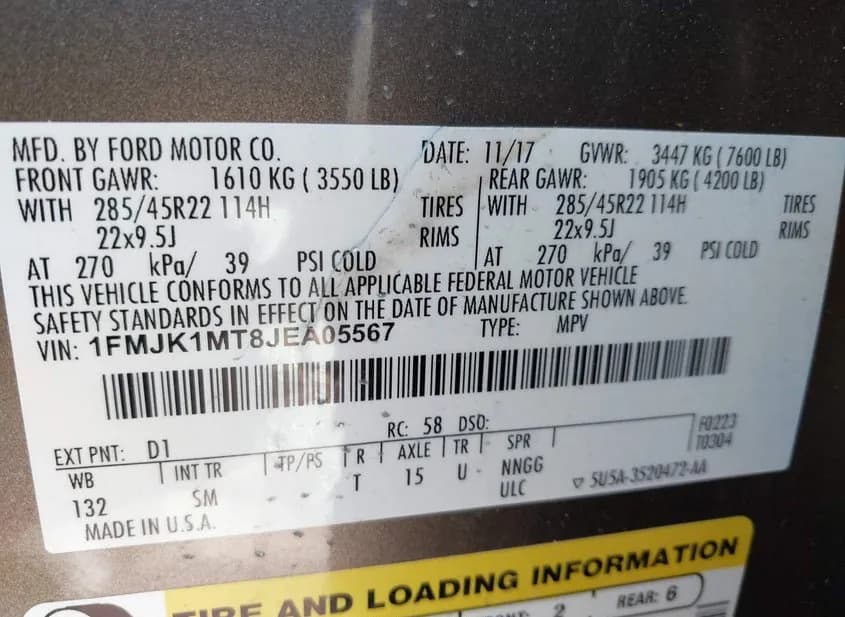 MFD. BY FORD MOTOR CO. DATE: 11/17 GVWR: 3447 KG ( 7600 LB)
FRONT GAWR: 1610 KG ( 3550 LB) REAR GAWR: 1905 KG ( 4200 LB)
WITH 285/45R22 114H TIRES WITH 285/45R22 114H TIRES
22x9.5J RIMS 22x9.5J RIMS
AT 270 kPa/ 39 PSI COLD AT 270 kPa/ 39 PSI COLD
THIS VEHICLE CONFORMS TO ALL APPLICABLE FEDERAL MOTOR VEHICLE
SAFETY STANDARDS IN EFFECT ON THE DATE OF MANUFACTURE SHOWN ABOVE.
VIN: 1FMJK1MT8JEA05567 TYPE: MPV
EXT PNT: D1 RC: 58 DSO: F0223
WB INT TR TP/PS R AXLE TR SPR T0304
132 SM T 15 U NNGG
ULC 5U5A-3520472-AA
MADE IN U.S.A.
TIRE AND LOADING INFORMATION
2 REAR: 6